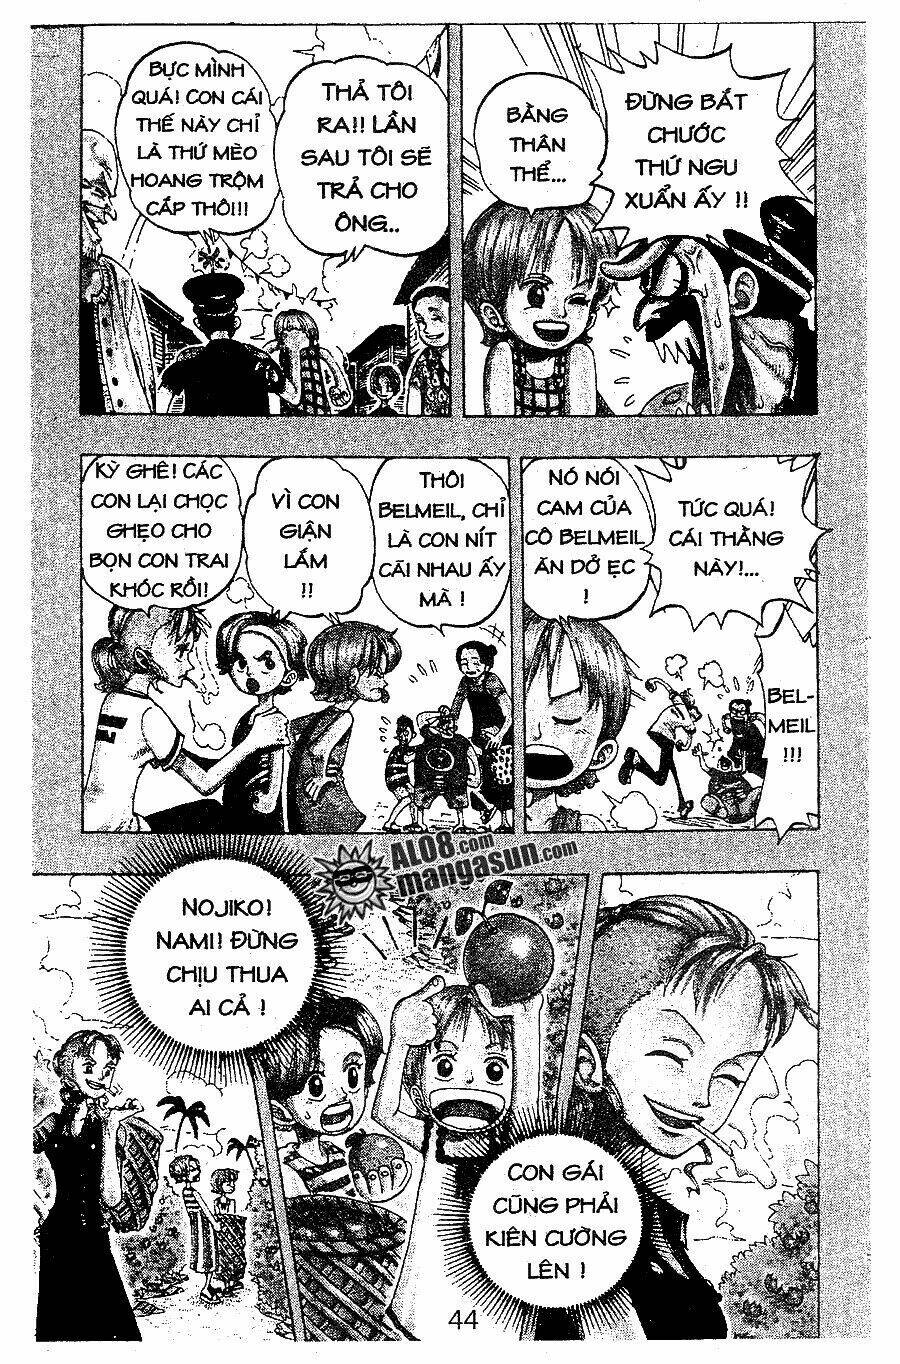 BỰC MÌNH
QUÁ! CON CÁI
THẾ NÀY CHỈ
LÀ THỨ MÈO
HOANG TRỘM
CẮP THÔI!!!
THẢ TÔI
RA!! LẦN
SAU TÔI SẼ
TRẢ CHO
ÔNG..
BẰNG
THÂN
THỂ...
ĐỪNG BẮT
CHƯỚC
THỨ NGU
XUẨN ẤY !!
KỲ GHÊ! CÁC
CON LẠI CHỌC
GHẸO CHO
BỌN CON TRAI
KHÓC RỒI!
VÌ CON
GIẬN
LẮM
!!
THÔI
BELMEIL, CHỈ
LÀ CON NÍT
CÃI NHAU ẤY
MÀ !
NÓ NÓI
CAM CỦA
CÔ BELMEIL
ĂN DỞ ẸC
!
TỨC QUÁ!
CÁI THẰNG
NÀY!...
BEL-
MEIL
!!!
AL08.com
mangasun.com
NOJIKO!
NAMI! ĐỪNG
CHỊU THUA
AI CẢ !
CON GÁI
CŨNG PHẢI
KIÊN CƯỜNG
LÊN !
44